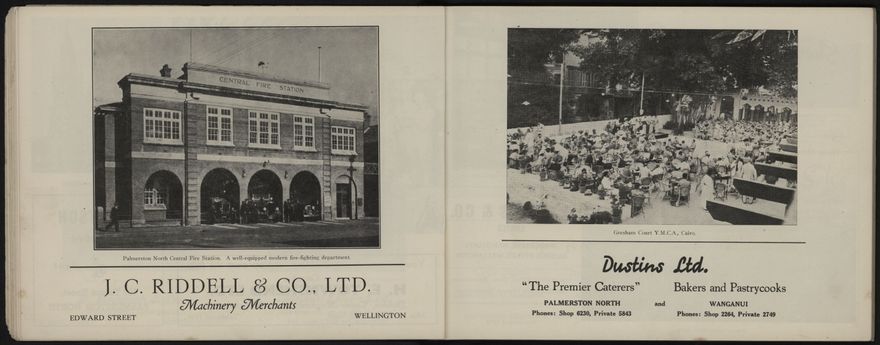 CENTRAL FIRE STATION
Palmerston North Central Fire Station. A well-equipped modern fire-fighting department
J. C. RIDDELL & CO., LTD.
Machinery Merchants
EDWARD STREET WELLINGTON
Gresham Court Y.M.C.A., Cairo.
Dustins Ltd.
"The Premier Caterers" Bakers and Pastrycooks
PALMERSTON NORTH and WANGANUI
Phones: Shop 6230, Private 5843 Phones: Shop 2264, Private 2749